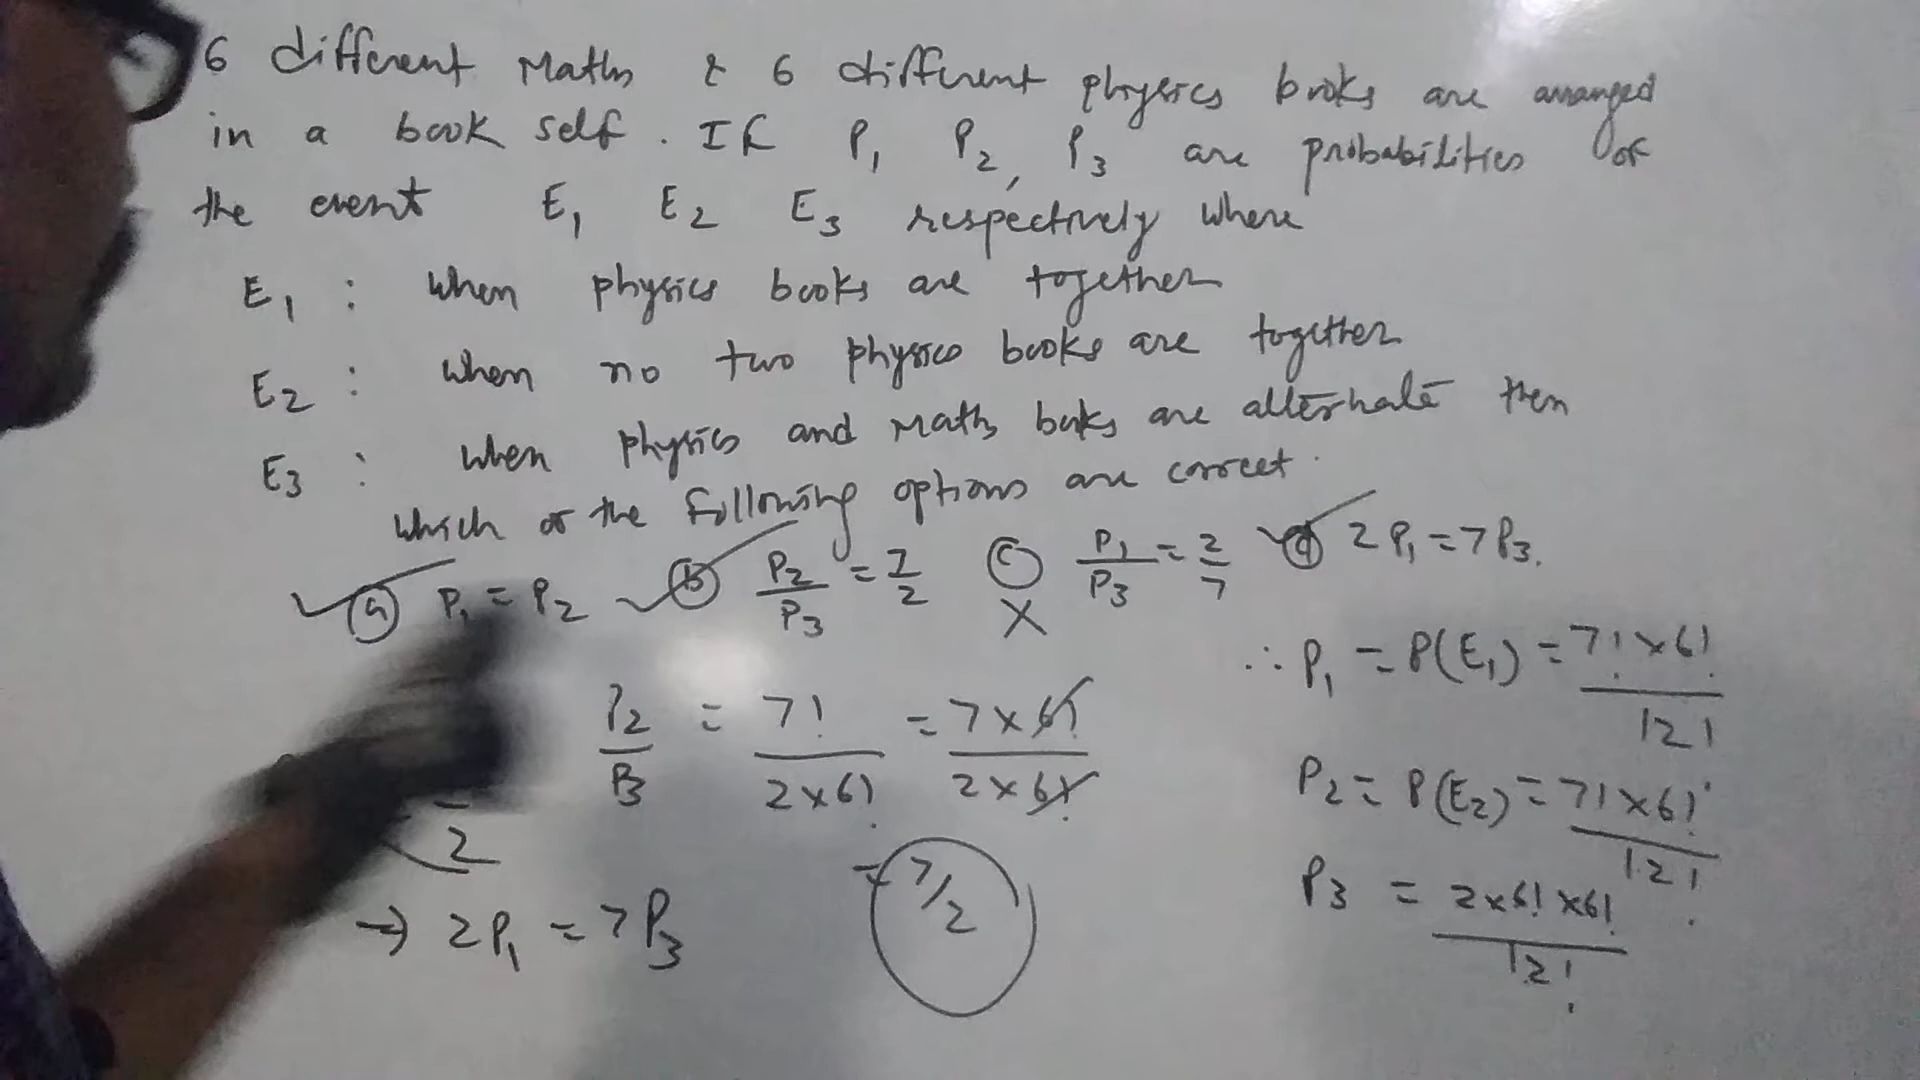 6 different Maths & 6 different physics books are arranged
in a book self. If P1 P2, P3 are probabilities of
the event E1 E2 E3 respectively where
E1 : when physics books are together
E2 : when no two physics books are together
E3 : when physics and Maths books are alternate then
which of the following options are correct.
(a) P1 = P2 (b) P2/P3 = 7/2 (c) P1/P3 = 2/7 (d) 2P1 = 7P3.
X
∴ P1 = P(E1) = 7! × 6! / 12!
P2/P3 = 7! / 2×6! = 7×6! / 2×6!
P2 = P(E2) = 7! × 6! / 12!
2
= 7/2
P3 = 2×6! × 6! / 12!
→ 2P1 = 7P3